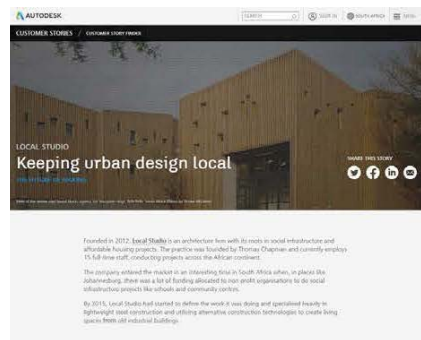 AUTODESK
SEARCH
SIGN IN
SOUTH AFRICA
MENU
CUSTOMER STORIES / CUSTOMER STORY FINDER
LOCAL STUDIO
Keeping urban design local
THE FUTURE OF MAKING
SHARE THIS STORY
Founded in 2012, Local Studio is an architecture firm with its roots in social infrastructure and
affordable housing projects. The practice was founded by Thomas Chapman and currently employs
15 full-time staff, conducting projects across the African continent.
The company entered the market in an interesting time in South Africa when, in places like
Johannesburg, there was a lot of funding allocated to non-profit organisations to do social
infrastructure projects like schools and community centres.
By 2015, Local Studio had started to define the work it was doing and specialised heavily in
lightweight steel construction and utilising alternative construction technologies to create living
spaces from old industrial buildings.